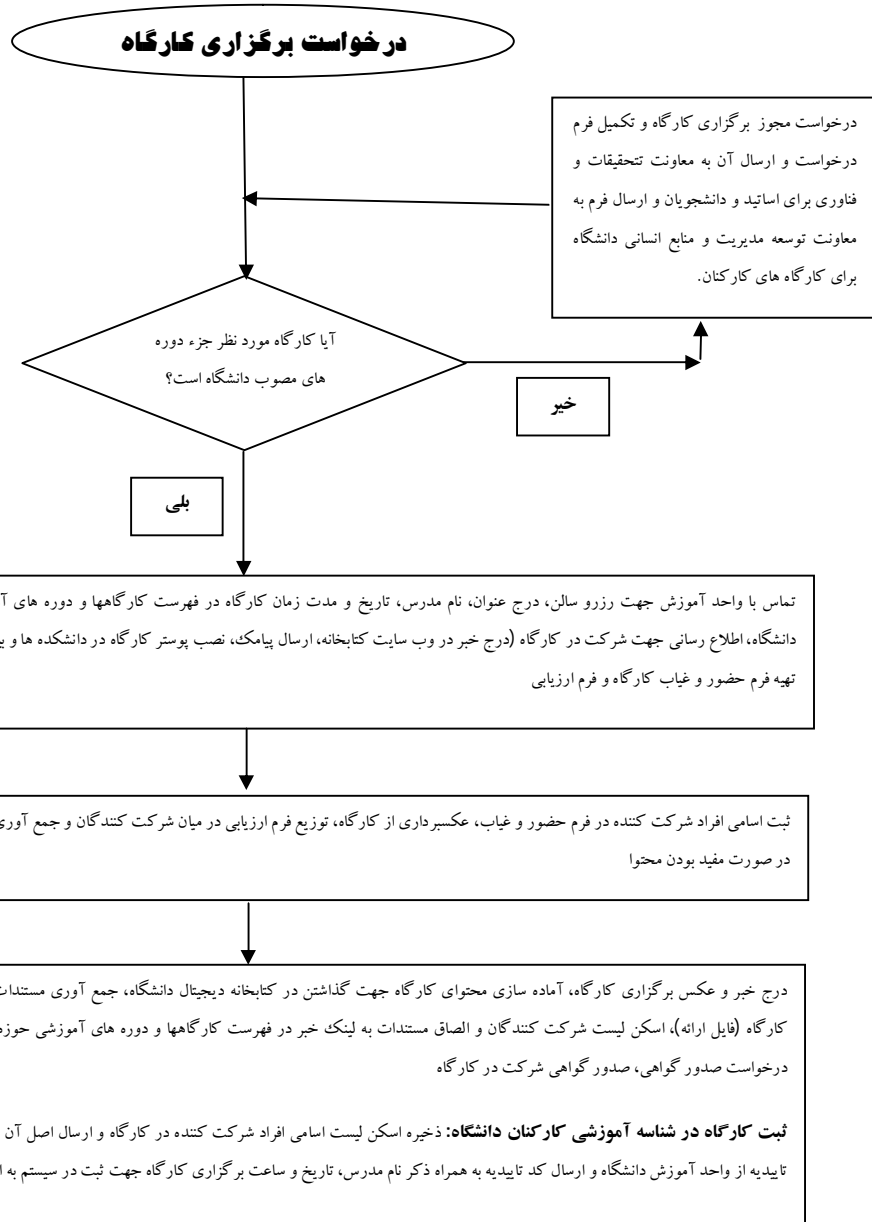 درخواست برگزاری کارگاه
درخواست مجوز برگزاری کارگاه و تکمیل فرم
درخواست و ارسال آن به معاونت تتحقیقات و
فناوری برای اساتید و دانشجویان و ارسال فرم به
معاونت توسعه مدیریت و منابع انسانی دانشگاه
برای کارگاه های کارکنان.
آیا کارگاه مورد نظر جزء دوره
های مصوب دانشگاه است؟
خیر
بلی
تماس با واحد آموزش جهت رزرو سالن، درج عنوان، نام مدرس، تاریخ و مدت زمان کارگاه در فهرست کارگاهها و دوره های
دانشگاه، اطلاع رسانی جهت شرکت در کارگاه (درج خبر در وب سایت کتابخانه، ارسال پیامک، نصب پوستر کارگاه در دانشکده ها و
تهیه فرم حضور و غیاب کارگاه و فرم ارزیابی
ثبت اسامی افراد شرکت کننده در فرم حضور و غیاب، عکسبرداری از کارگاه، توزیع فرم ارزیابی در میان شرکت کنندگان و جمع
در صورت مفید بودن محتوا
درج خبر و عکس برگزاری کارگاه، آماده سازی محتوای کارگاه جهت گذاشتن در کتابخانه دیجیتال دانشگاه، جمع آوری
کارگاه (فایل ارائه)، اسکن لیست شرکت کنندگان و الصاق مستندات به لینک خبر در فهرست کارگاهها و دوره های آموزشی
درخواست صدور گواهی، صدور گواهی شرکت در کارگاه
ثبت کارگاه در شناسه آموزشی کارکنان دانشگاه: ذخیره اسکن لیست اسامی افراد شرکت کننده در کارگاه و ارسال اصل آن
تاییدیه از واحد آموزش دانشگاه و ارسال کد تاییدیه به همراه ذکر نام مدرس، تاریخ و ساعت برگزاری کارگاه جهت ثبت در سیستم به